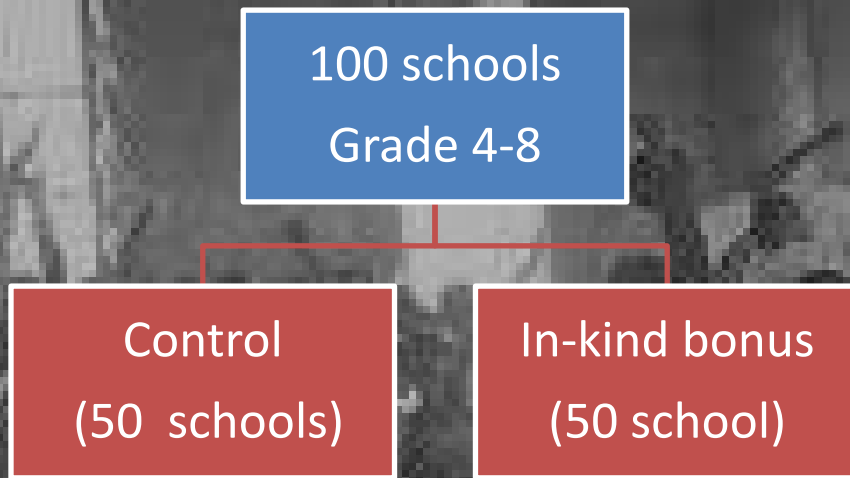 100 schools
Grade 4-8
Control
(50 schools)
In-kind bonus
(50 school)